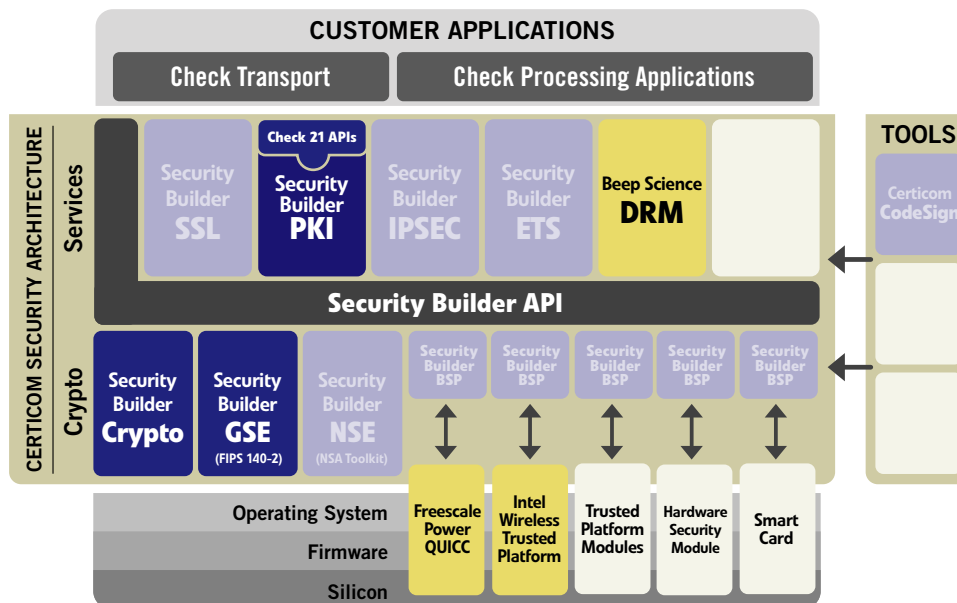 CUSTOMER APPLICATIONS
Check Transport
Check Processing Applications
CERTICOM SECURITY ARCHITECTURE
Services
Security
Builder
SSL
Check 21 APIs
Security
Builder
PKI
Security
Builder
IPSEC
Security
Builder
ETS
Beep Science
DRM
TOOLS
Certicom
CodeSign
Security Builder API
Crypto
Security
Builder
Crypto
Security
Builder
GSE
(FIPS 140-2)
Security
Builder
NSE
(NSA Toolkit)
Security
Builder
BSP
Security
Builder
BSP
Security
Builder
BSP
Security
Builder
BSP
Security
Builder
BSP
Operating System
Firmware
Silicon
Freescale
Power
QUICC
Intel
Wireless
Trusted
Platform
Trusted
Platform
Modules
Hardware
Security
Module
Smart
Card